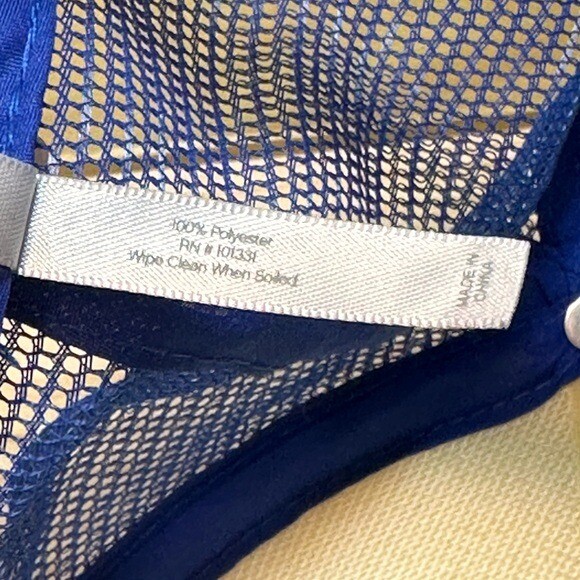 100% Polyester
RN # 101331
Wipe Clean When Soiled
MADE IN
CHINA